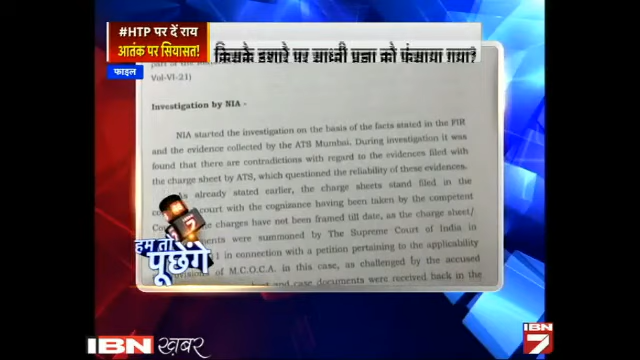 #HTP पर दें राय
आतंक पर सियासत!
किसके इशारे पर साध्वी प्रज्ञा को फंसाया गया?
फाइल
Vol-VI-21)
Investigation by NIA -
NIA started the investigation on the basis of the facts stated in the FIR
and the evidence collected by the ATS Mumbai. During investigation it was
found that there are contradictions with regard to the evidences filed with
the charge sheet by ATS, which questioned the reliability of these evidences.
As already stated earlier, the charge sheets stand filed in the
court with the cognizance having been taken by the competent
charges have not been framed till date, as the charge sheet/
were summoned by The Supreme Court of India in
in connection with a petition pertaining to the applicability
of M.C.O.C.A. in this case, as challenged by the accused
and case documents were received back in the
7
हम तो
पूछेंगे
IBN ख़बर
IBN
7